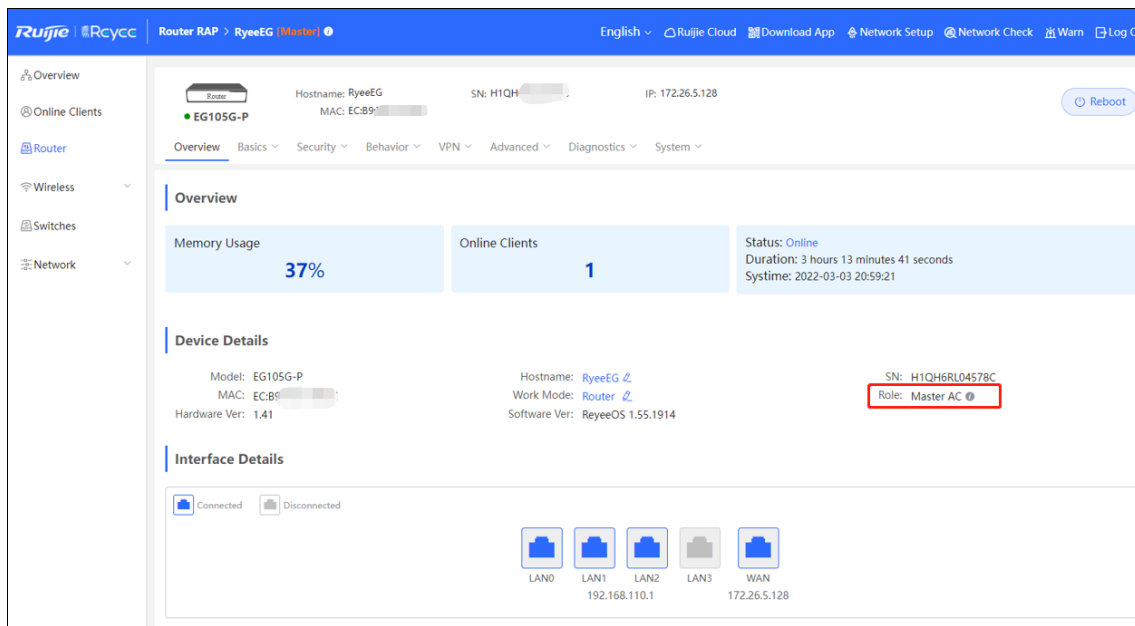 Ruijie | Rcycc Router RAP > RyeeEG [Master] English Ruijie Cloud Download App Network Setup Network Check Warn Log
Overview
Online Clients
Router
Wireless
Switches
Network
Router
EG105G-P
Hostname: RyeeEG SN: H1QH IP: 172.26.5.128
MAC: EC:B9:
Reboot
Overview Basics Security Behavior VPN Advanced Diagnostics System
Overview
Memory Usage
37%
Online Clients
1
Status: Online
Duration: 3 hours 13 minutes 41 seconds
Systime: 2022-03-03 20:59:21
Device Details
Model: EG105G-P Hostname: RyeeEG SN: H1QH6RL04578C
MAC: EC:B9 Work Mode: Router Role: Master AC
Hardware Ver: 1.41 Software Ver: ReyeeOS 1.55.1914
Interface Details
Connected Disconnected
LAN0 LAN1 LAN2 LAN3 WAN
192.168.110.1 172.26.5.128